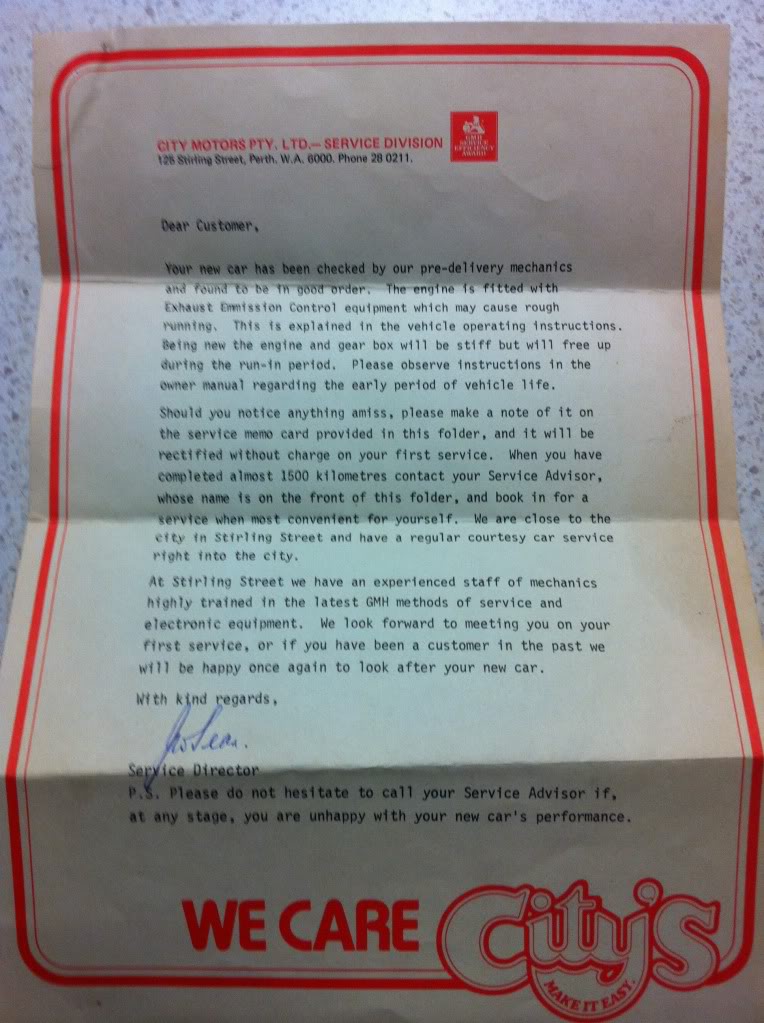 CITY MOTORS PTY. LTD.— SERVICE DIVISION
125 Stirling Street, Perth. W.A. 6000. Phone 28 0211.
GMH
SERVICE
EFFICIENCY
AWARD
Dear Customer,
Your new car has been checked by our pre-delivery mechanics
and found to be in good order. The engine is fitted with
Exhaust Emmission Control equipment which may cause rough
running. This is explained in the vehicle operating instructions.
Being new the engine and gear box will be stiff but will free up
during the run-in period. Please observe instructions in the
owner manual regarding the early period of vehicle life.
Should you notice anything amiss, please make a note of it on
the service memo card provided in this folder, and it will be
rectified without charge on your first service. When you have
completed almost 1500 kilometres contact your Service Advisor,
whose name is on the front of this folder, and book in for a
service when most convenient for yourself. We are close to the
city in Stirling Street and have a regular courtesy car service
right into the city.
At Stirling Street we have an experienced staff of mechanics
highly trained in the latest GMH methods of service and
electronic equipment. We look forward to meeting you on your
first service, or if you have been a customer in the past we
will be happy once again to look after your new car.
With kind regards,
Service Director
P.S. Please do not hesitate to call your Service Advisor if,
at any stage, you are unhappy with your new car's performance.
WE CARE City's
MAKE IT EASY.